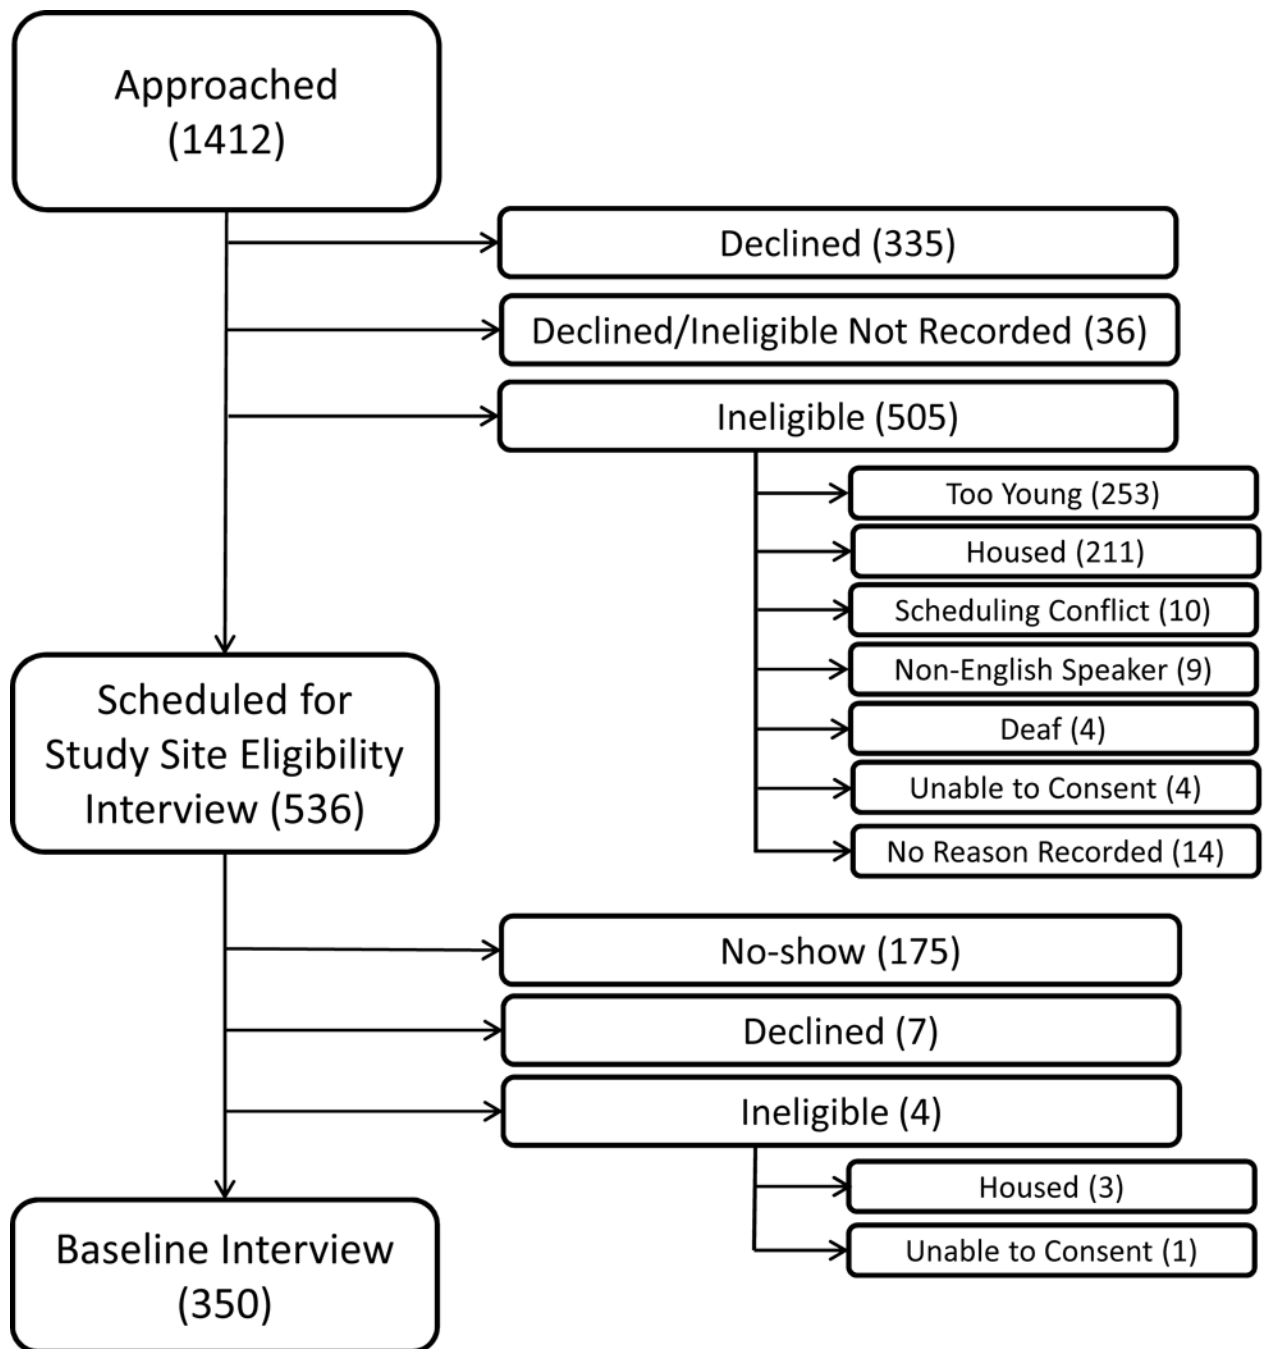 Approached
(1412)
Declined (335)
Declined/Ineligible Not Recorded (36)
Ineligible (505)
Too Young (253)
Housed (211)
Scheduling Conflict (10)
Non-English Speaker (9)
Deaf (4)
Unable to Consent (4)
No Reason Recorded (14)
Scheduled for
Study Site Eligibility
Interview (536)
No-show (175)
Declined (7)
Ineligible (4)
Housed (3)
Unable to Consent (1)
Baseline Interview
(350)